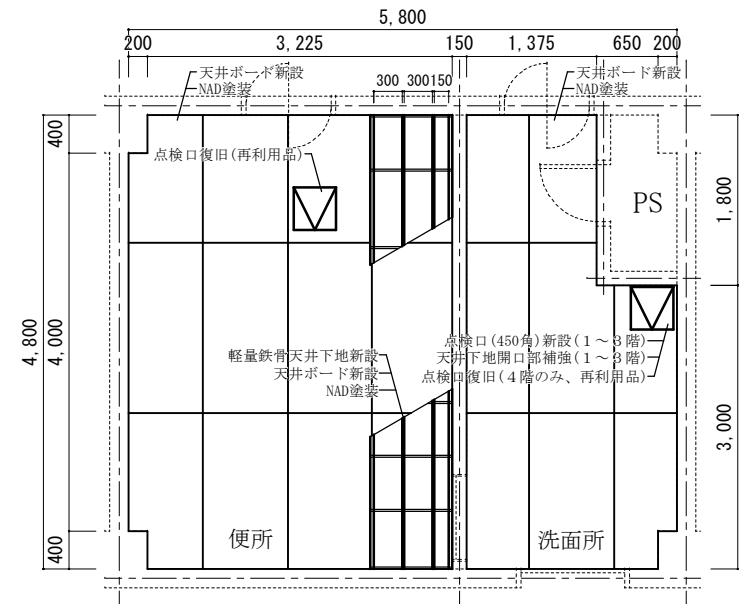 5,800
200 3,225 150 1,375 650 200
天井ボード新設
NAD塗装
300 300 150
天井ボード新設
NAD塗装
400
点検口復旧(再利用品)
PS
1,800
4,800
4,000
軽量鉄骨天井下地新設
天井ボード新設
NAD塗装
点検口(450角)新設(1～3階)
天井下地開口部補強(1～3階)
点検口復旧(4階のみ、再利用品)
3,000
400
便所
洗面所